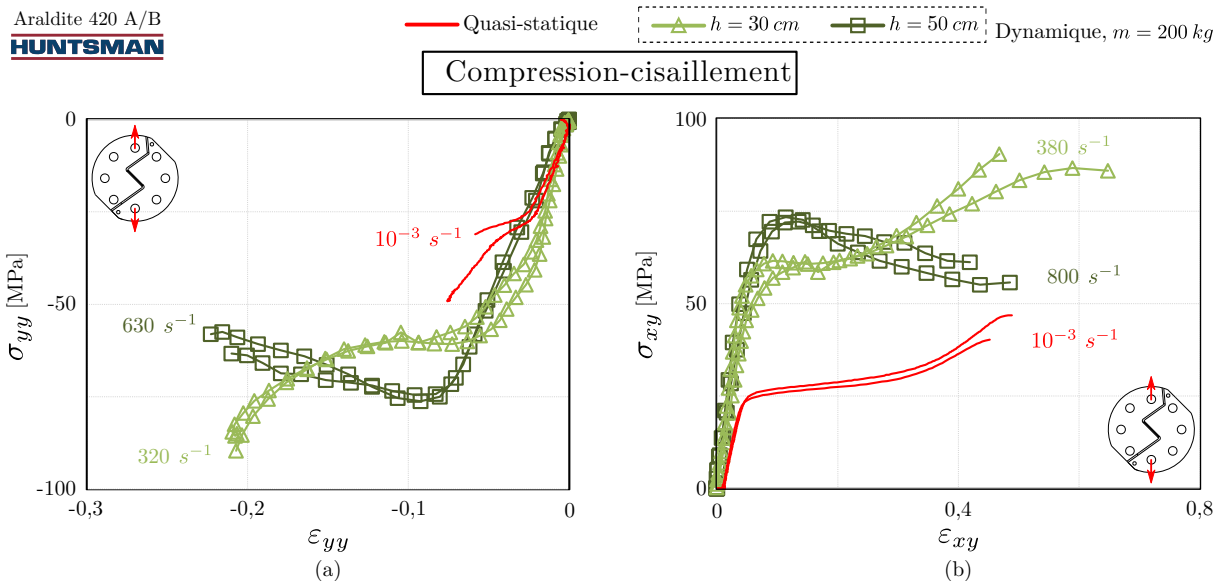 Araldite 420 A/B
HUNTSMAN
Quasi-statique
h = 30 cm
h = 50 cm
Dynamique, m = 200 kg
Compression-cisaillement
0
-50
-100
-0,3
-0,2
-0,1
0
σyy [MPa]
εyy
10⁻³ s⁻¹
630 s⁻¹
320 s⁻¹
(a)
100
50
0
0
0,4
0,8
σxy [MPa]
εxy
380 s⁻¹
800 s⁻¹
10⁻³ s⁻¹
(b)